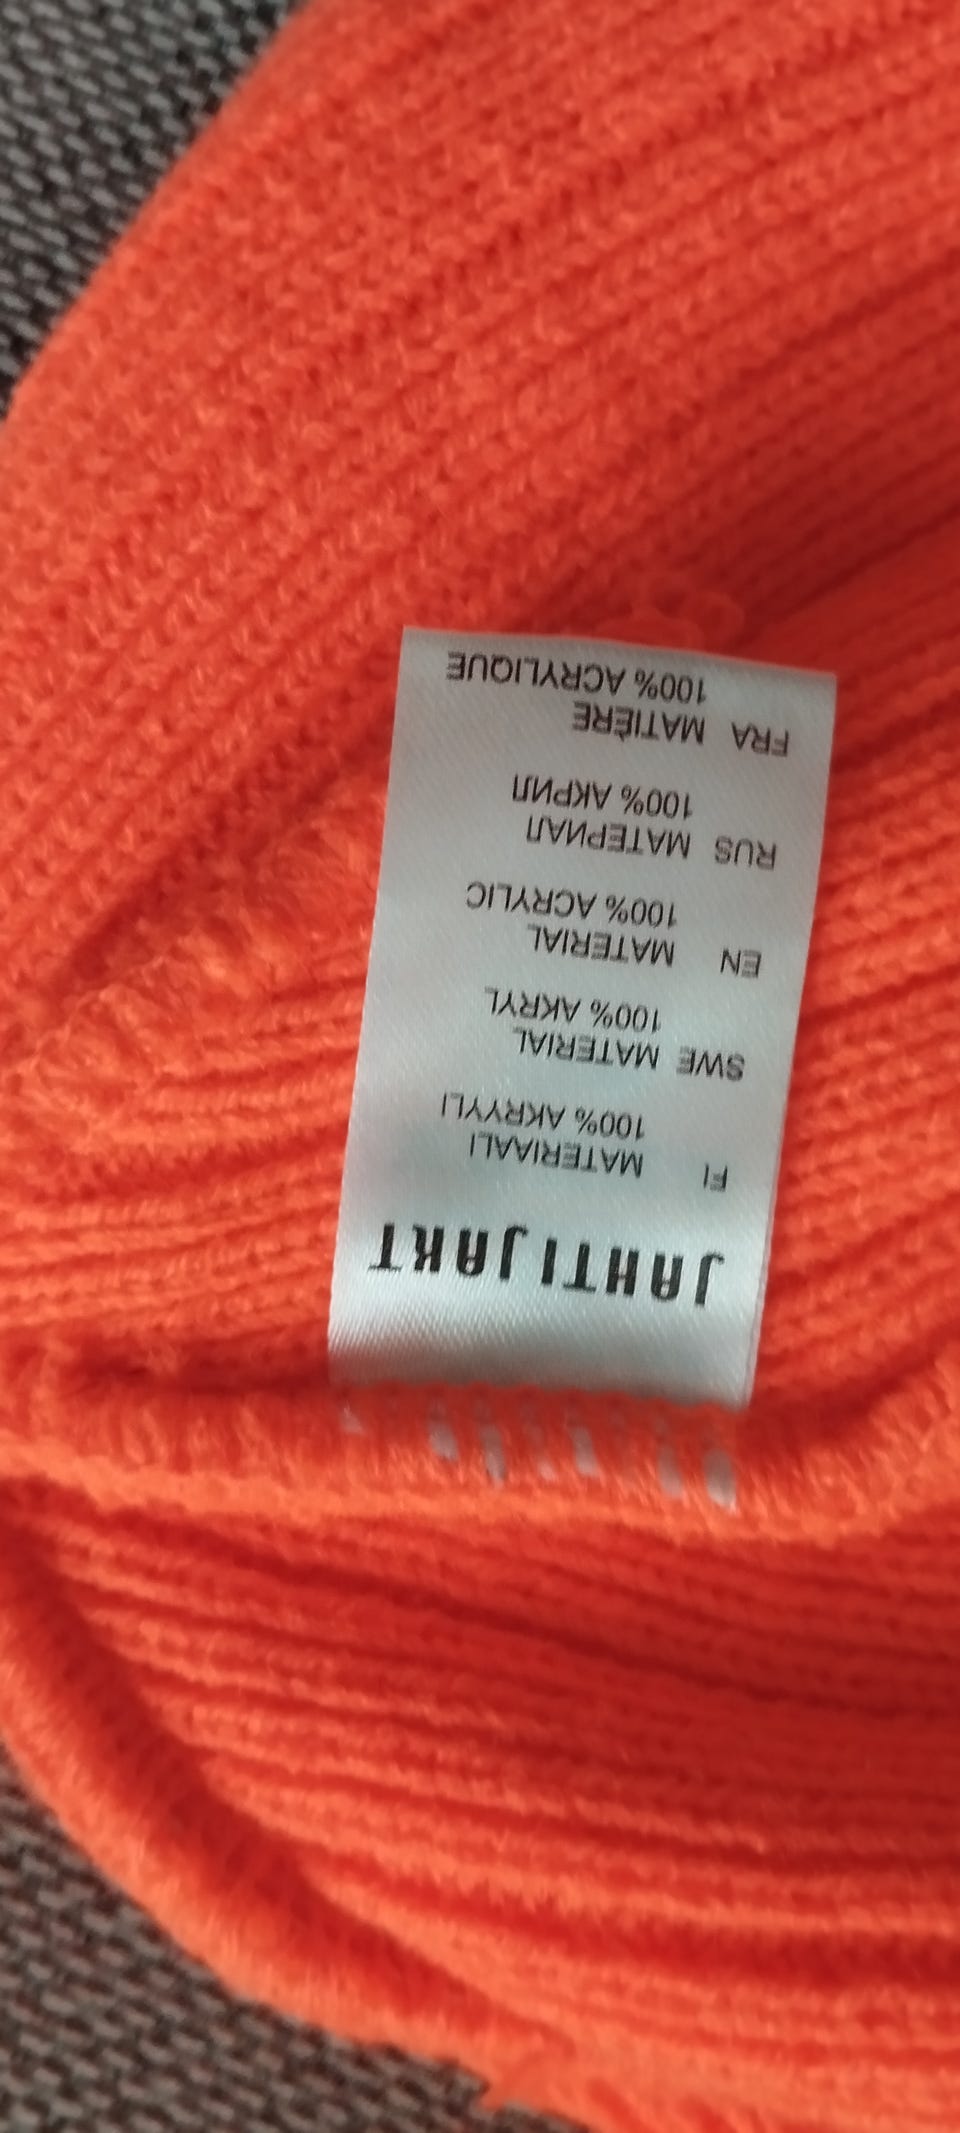 JAHTIJAKT
FI MATERIAALI
100% AKRYYLI
SWE MATERIAL
100% AKRYL
EN MATERIAL
100% ACRYLIC
RUS МАТЕРИАЛ
100% АКРИЛ
FRA MATIÈRE
100% ACRYLIQUE